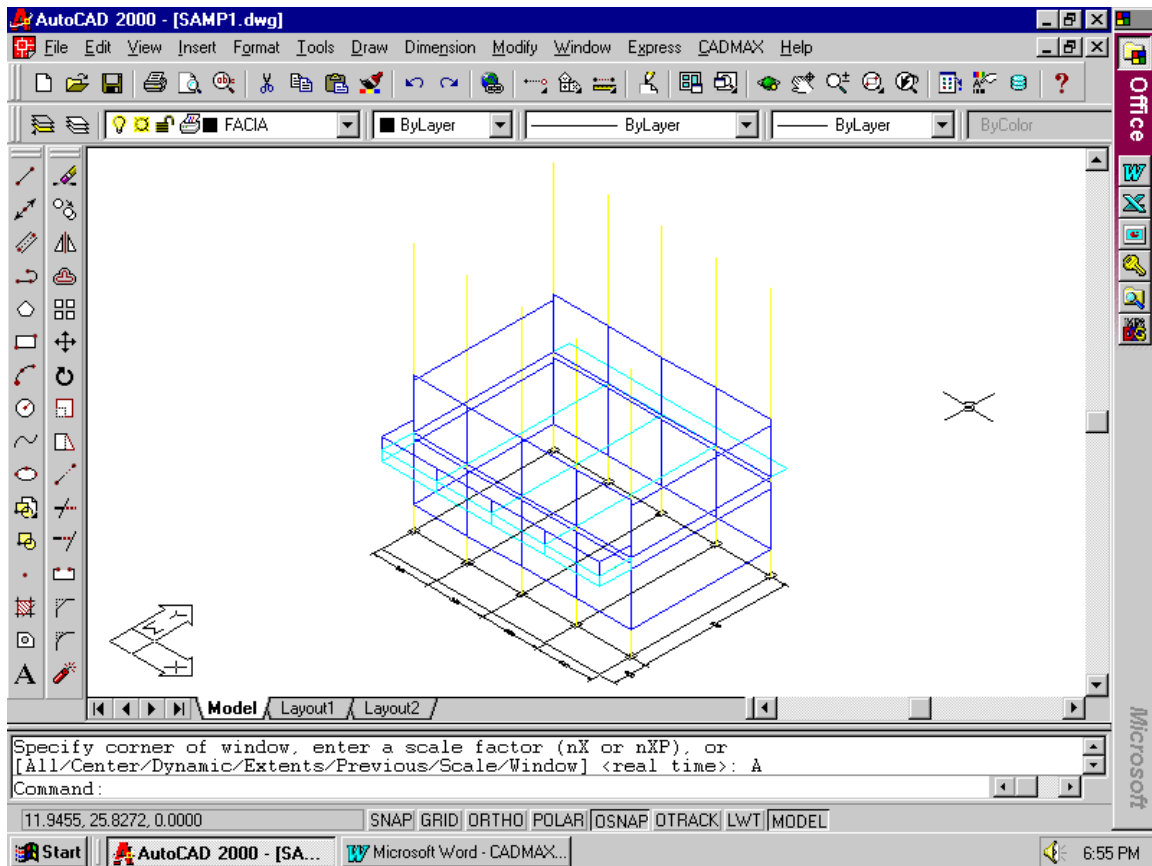 AutoCAD 2000 - [SAMP1.dwg]
File Edit View Insert Format Tools Draw Dimension Modify Window Express CADMAX Help
FACIA ByLayer ByLayer ByLayer ByColor
Office
A
Model Layout1 Layout2
Specify corner of window, enter a scale factor (nX or nXP), or
[All/Center/Dynamic/Extents/Previous/Scale/Window] <real time>: A
Command:
Microsoft
11.9455, 25.8272, 0.0000 SNAP GRID ORTHO POLAR OSNAP OTRACK LWT MODEL
Start AutoCAD 2000 - [SA... Microsoft Word - CADMAX... 6:55 PM